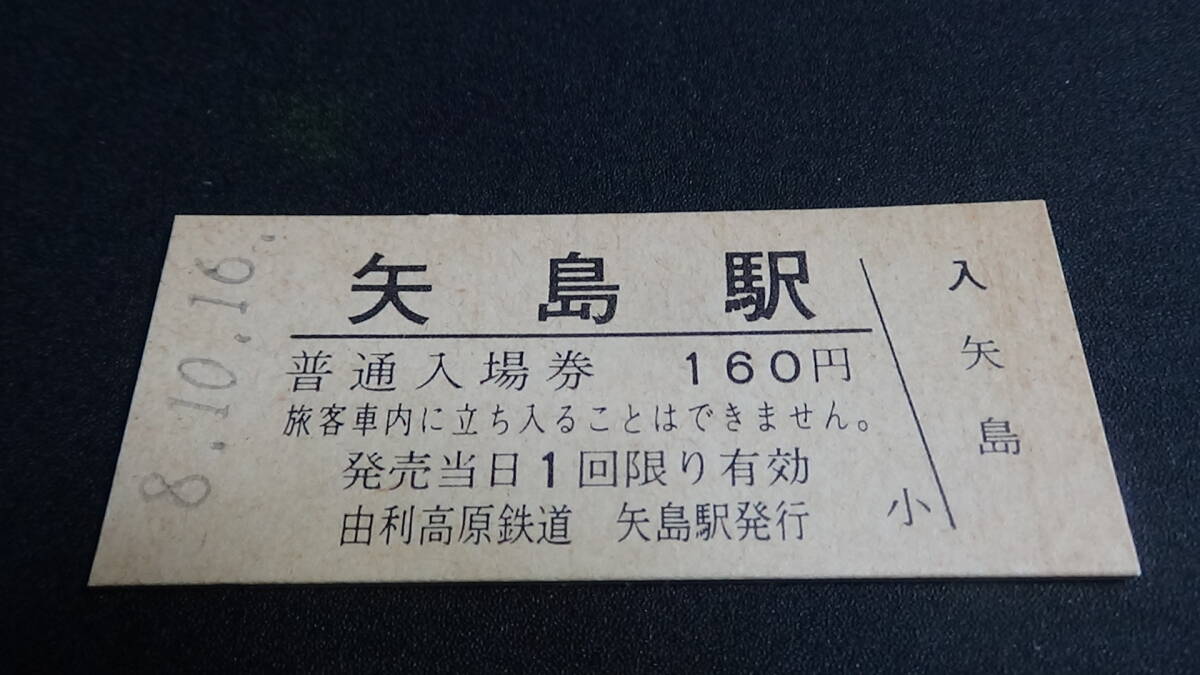 8.10.16
矢島駅
普通入場券 160円
旅客車内に立ち入ることはできません。
発売当日1回限り有効
由利高原鉄道 矢島駅発行
小
入
矢
島